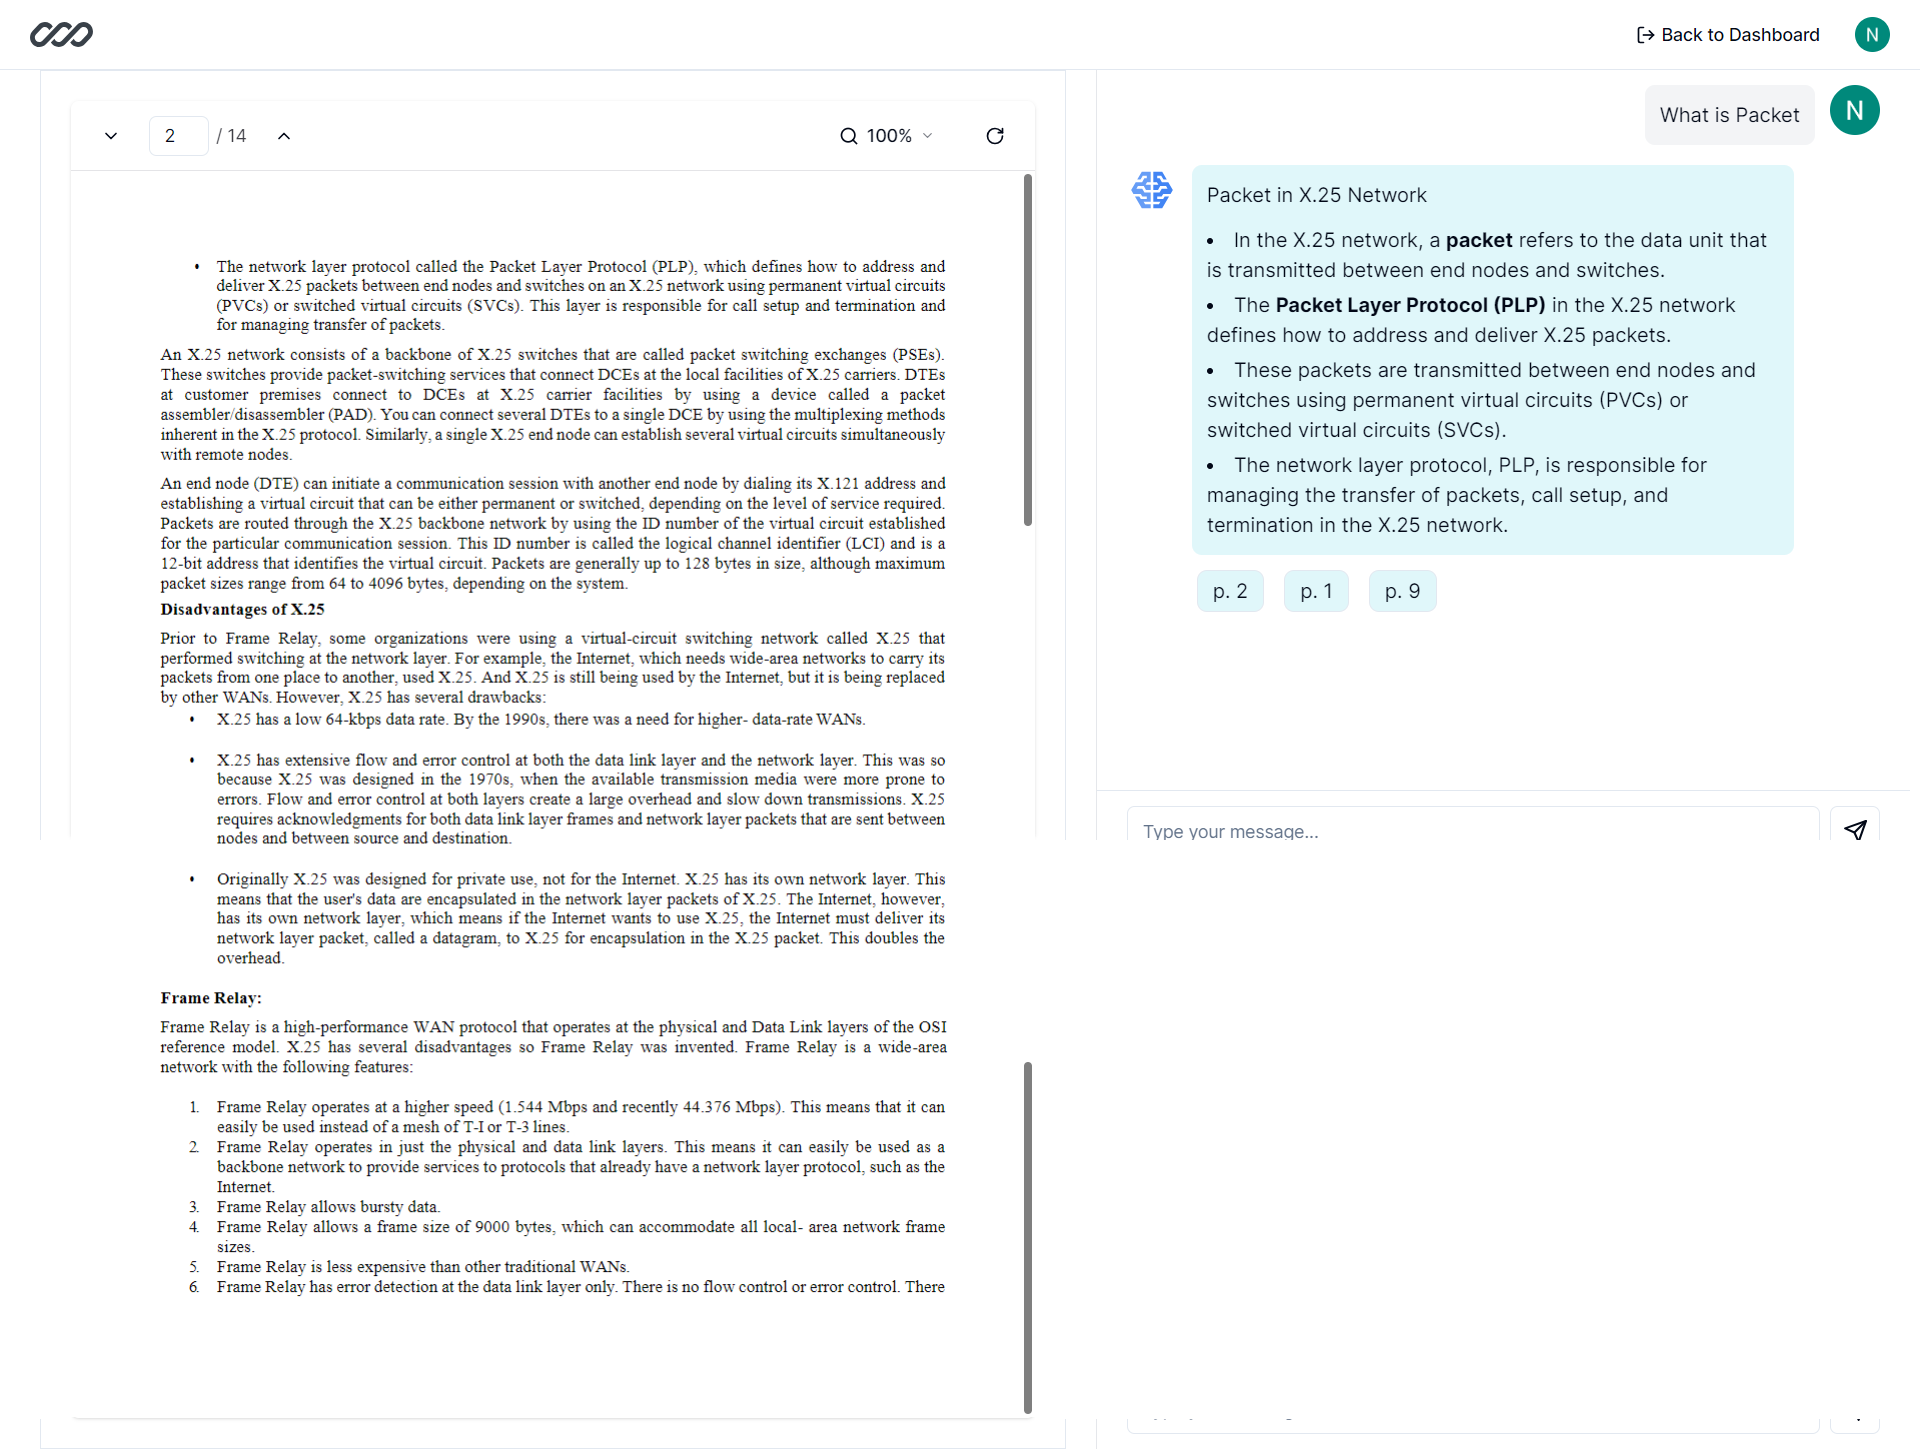 Back to Dashboard
N
2 / 14
100%
• The network layer protocol called the Packet Layer Protocol (PLP), which defines how to address and
deliver X.25 packets between end nodes and switches on an X.25 network using permanent virtual circuits
(PVCs) or switched virtual circuits (SVCs). This layer is responsible for call setup and termination and
for managing transfer of packets.
An X.25 network consists of a backbone of X.25 switches that are called packet switching exchanges (PSEs).
These switches provide packet-switching services that connect DCEs at the local facilities of X.25 carriers. DTEs
at customer premises connect to DCEs at X.25 carrier facilities by using a device called a packet
assembler/disassembler (PAD). You can connect several DTEs to a single DCE by using the multiplexing methods
inherent in the X.25 protocol. Similarly, a single X.25 end node can establish several virtual circuits simultaneously
with remote nodes.
An end node (DTE) can initiate a communication session with another end node by dialing its X.121 address and
establishing a virtual circuit that can be either permanent or switched, depending on the level of service required.
Packets are routed through the X.25 backbone network by using the ID number of the virtual circuit established
for the particular communication session. This ID number is called the logical channel identifier (LCI) and is a
12-bit address that identifies the virtual circuit. Packets are generally up to 128 bytes in size, although maximum
packet sizes range from 64 to 4096 bytes, depending on the system.
Disadvantages of X.25
Prior to Frame Relay, some organizations were using a virtual-circuit switching network called X.25 that
performed switching at the network layer. For example, the Internet, which needs wide-area networks to carry its
packets from one place to another, used X.25. And X.25 is still being used by the Internet, but it is being replaced
by other WANs. However, X.25 has several drawbacks:
• X.25 has a low 64-kbps data rate. By the 1990s, there was a need for higher- data-rate WANs.
• X.25 has extensive flow and error control at both the data link layer and the network layer. This was so
because X.25 was designed in the 1970s, when the available transmission media were more prone to
errors. Flow and error control at both layers create a large overhead and slow down transmissions. X.25
requires acknowledgments for both data link layer frames and network layer packets that are sent between
nodes and between source and destination.
• Originally X.25 was designed for private use, not for the Internet. X.25 has its own network layer. This
means that the user's data are encapsulated in the network layer packets of X.25. The Internet, however,
has its own network layer, which means if the Internet wants to use X.25, the Internet must deliver its
network layer packet, called a datagram, to X.25 for encapsulation in the X.25 packet. This doubles the
overhead.
Frame Relay:
Frame Relay is a high-performance WAN protocol that operates at the physical and Data Link layers of the OSI
reference model. X.25 has several disadvantages so Frame Relay was invented. Frame Relay is a wide-area
network with the following features:
1. Frame Relay operates at a higher speed (1.544 Mbps and recently 44.376 Mbps). This means that it can
easily be used instead of a mesh of T-I or T-3 lines.
2. Frame Relay operates in just the physical and data link layers. This means it can easily be used as a
backbone network to provide services to protocols that already have a network layer protocol, such as the
Internet.
3. Frame Relay allows bursty data.
4. Frame Relay allows a frame size of 9000 bytes, which can accommodate all local- area network frame
sizes.
5. Frame Relay is less expensive than other traditional WANs.
6. Frame Relay has error detection at the data link layer only. There is no flow control or error control. There
What is Packet
N
Packet in X.25 Network
• In the X.25 network, a packet refers to the data unit that
is transmitted between end nodes and switches.
• The Packet Layer Protocol (PLP) in the X.25 network
defines how to address and deliver X.25 packets.
• These packets are transmitted between end nodes and
switches using permanent virtual circuits (PVCs) or
switched virtual circuits (SVCs).
• The network layer protocol, PLP, is responsible for
managing the transfer of packets, call setup, and
termination in the X.25 network.
p. 2 p. 1 p. 9
Type your message...